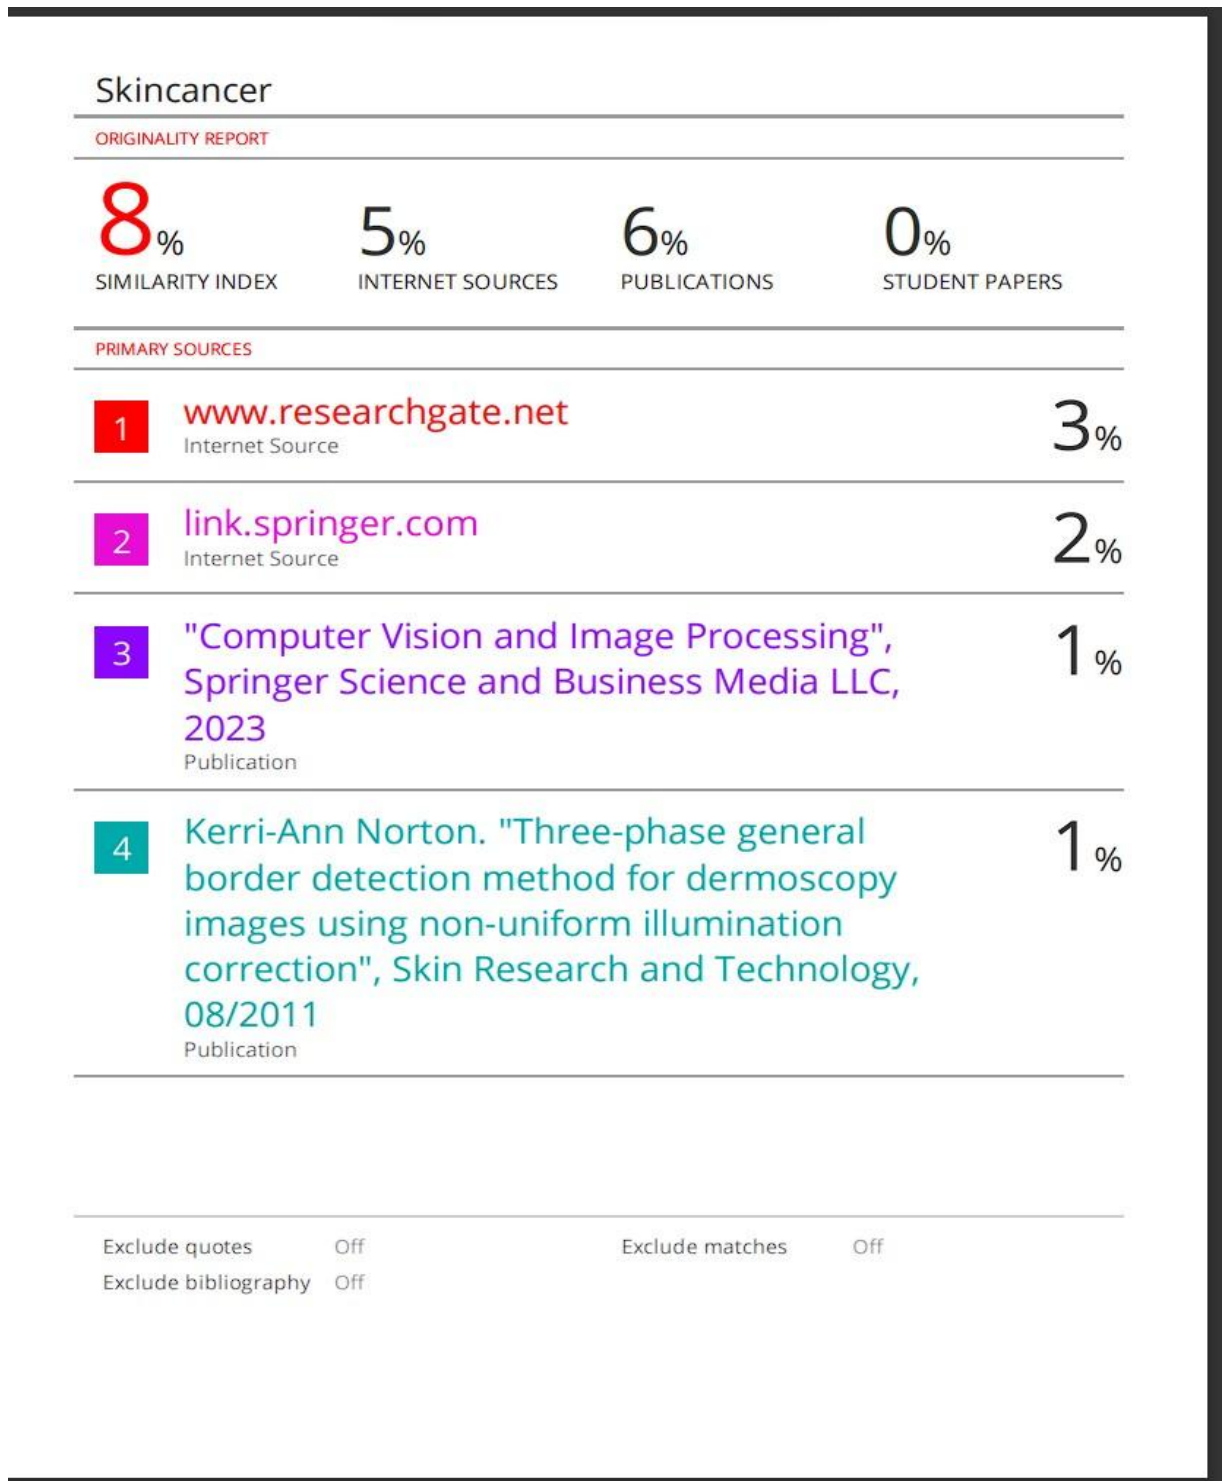 Skincancer
ORIGINALITY REPORT
8% 5% 6% 0%
SIMILARITY INDEX INTERNET SOURCES PUBLICATIONS STUDENT PAPERS
PRIMARY SOURCES
1 www.researchgate.net 3%
Internet Source
2 link.springer.com 2%
Internet Source
3 "Computer Vision and Image Processing", 1%
Springer Science and Business Media LLC,
2023
Publication
4 Kerri-Ann Norton. "Three-phase general 1%
border detection method for dermoscopy
images using non-uniform illumination
correction", Skin Research and Technology,
08/2011
Publication
Exclude quotes Off Exclude matches Off
Exclude bibliography Off